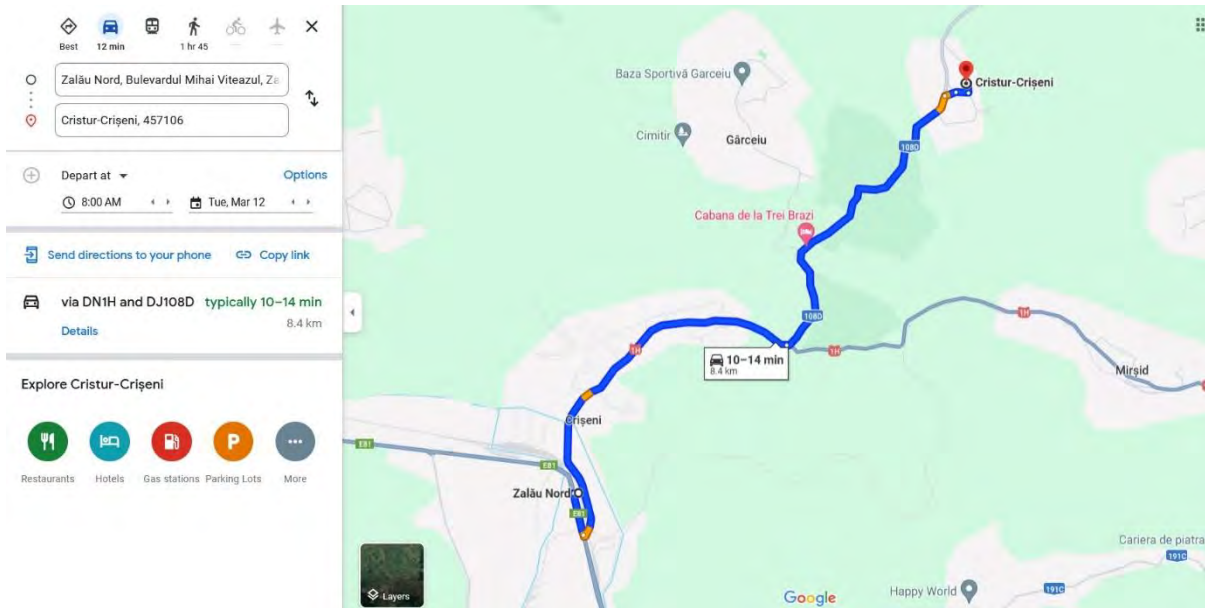 Best
12 min
1 hr 45
Zalău Nord, Bulevardul Mihai Viteazul, Za
Cristur-Crișeni, 457106
Depart at
Options
8:00 AM
Tue, Mar 12
Send directions to your phone
Copy link
via DN1H and DJ108D
typically 10–14 min
8.4 km
Details
Explore Cristur-Crișeni
P
Restaurants
Hotels
Gas stations
Parking Lots
More
Baza Sportivă Garceiu
Cimitir
Gârceiu
Cristur-Crișeni
108D
Cabana de la Trei Brazi
108D
1H
10–14 min
8.4 km
1H
1H
Mirșid
Crișeni
E81
E81
Zalău Nord
E81
Layers
Google
Happy World
Cariera de piatra
191C
191C